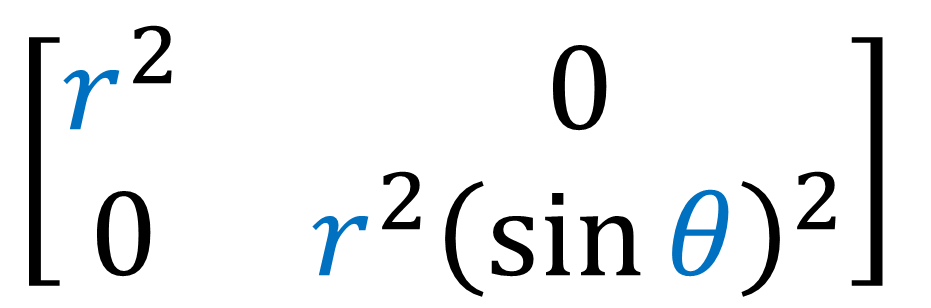 r² 0
0 r²(sin θ)²